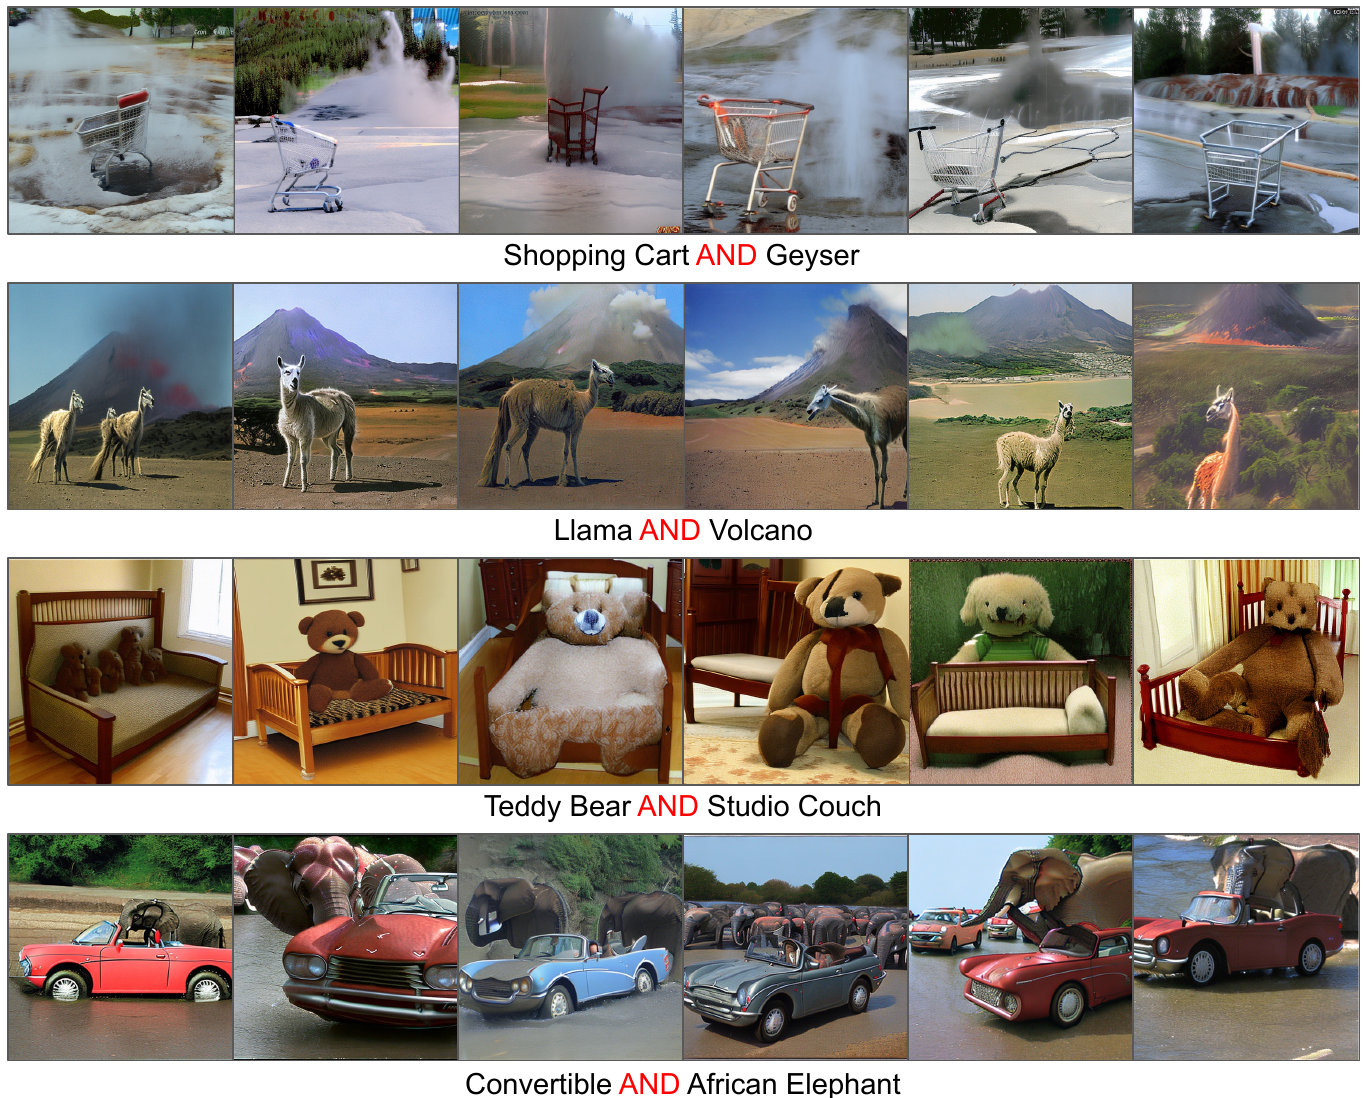 Shopping Cart AND Geyser
Llama AND Volcano
Teddy Bear AND Studio Couch
Convertible AND African Elephant